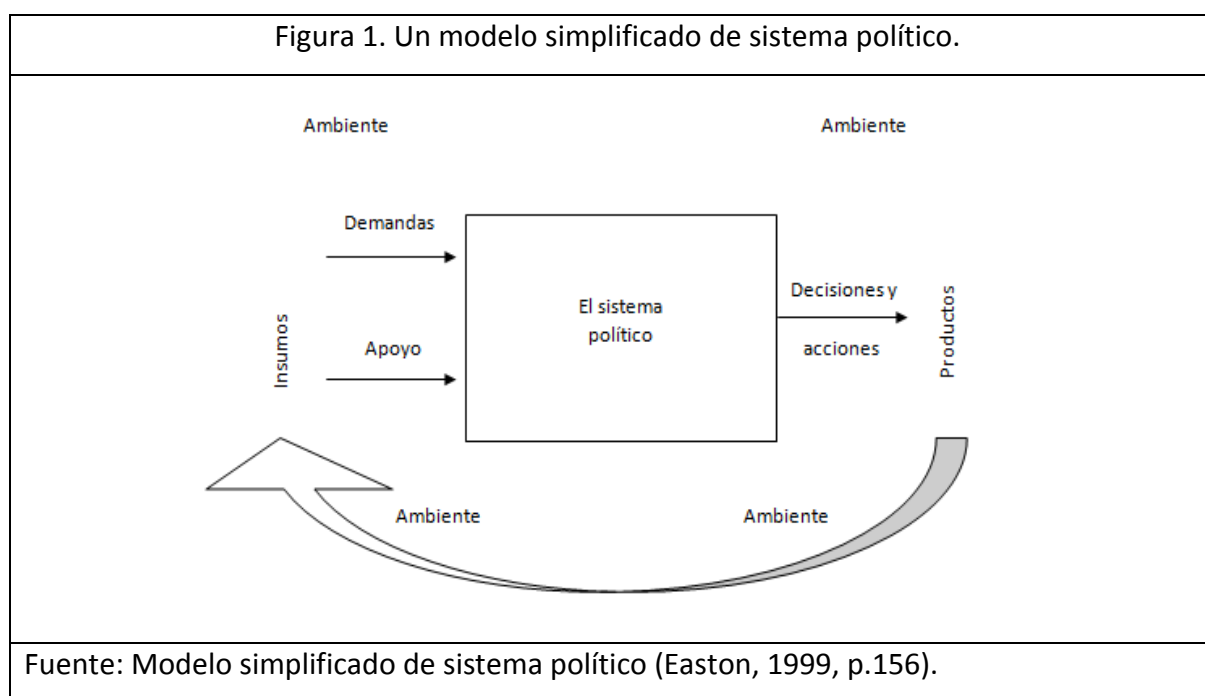 Figura 1. Un modelo simplificado de sistema político.
Ambiente
Ambiente
Demandas
El sistema
político
Decisiones y
acciones
Insumos
Apoyo
Productos
Ambiente
Ambiente
Fuente: Modelo simplificado de sistema político (Easton, 1999, p.156).